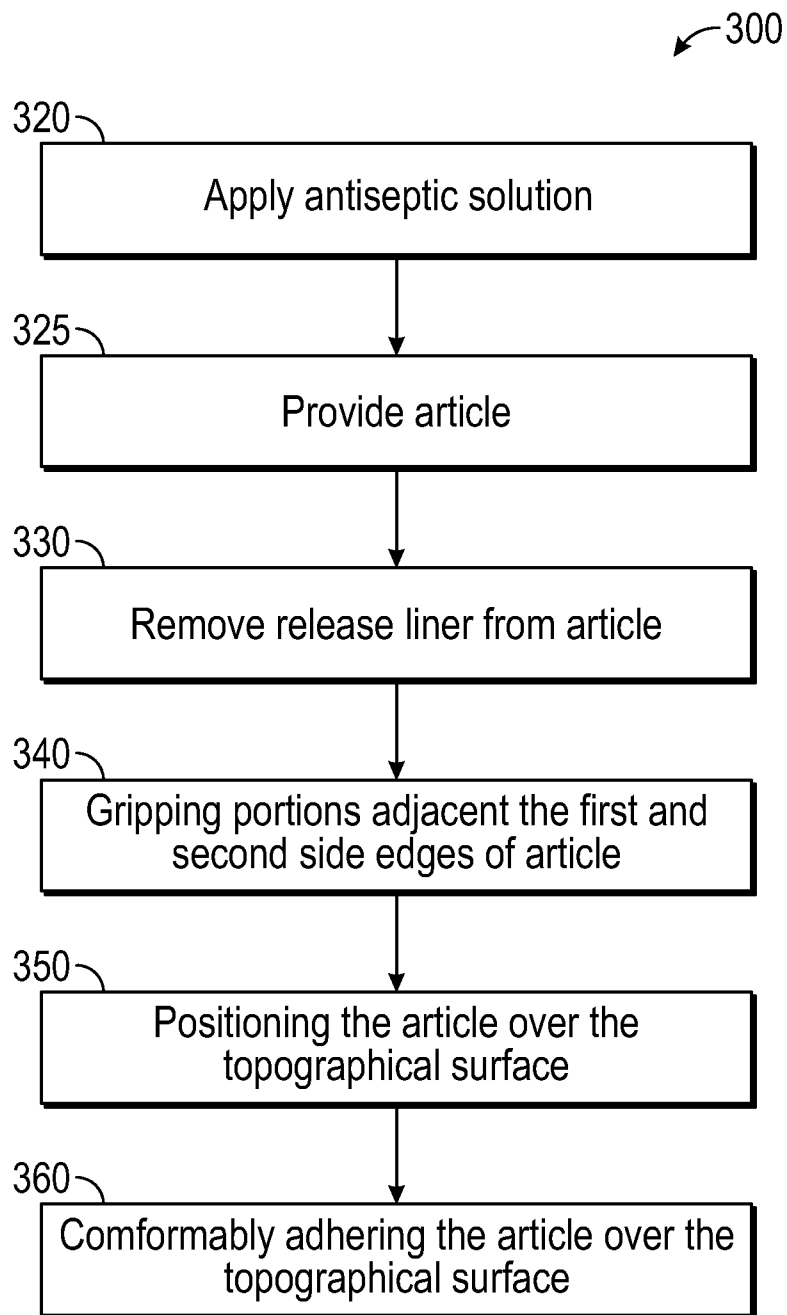 300
320
Apply antiseptic solution
325
Provide article
330
Remove release liner from article
340
Gripping portions adjacent the first and
second side edges of article
350
Positioning the article over the
topographical surface
360
Comformably adhering the article over the
topographical surface